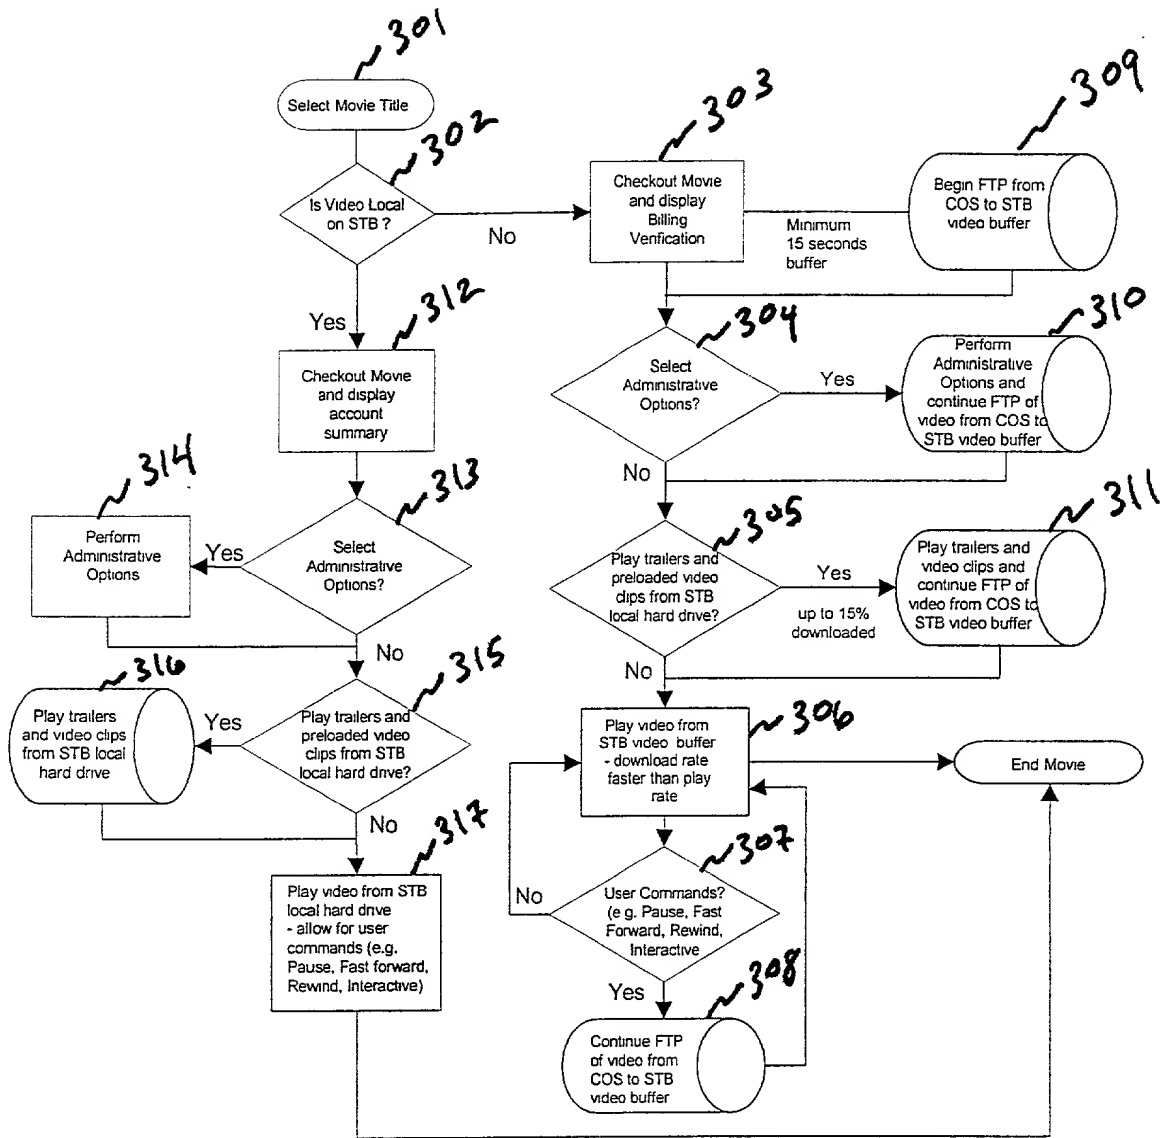 301
Select Movie Title
302
Is Video Local
on STB ?
No
Yes
303
Checkout Movie
and display
Billing
Verification
Minimum
15 seconds
buffer
309
Begin FTP from
COS to STB
video buffer
312
Checkout Movie
and display
account
summary
304
Select
Administrative
Options?
Yes
No
310
Perform
Administrative
Options and
continue FTP of
video from COS to
STB video buffer
314
Perform
Administrative
Options
Yes
313
Select
Administrative
Options?
No
305
Play trailers and
preloaded video
clips from STB
local hard drive?
Yes
up to 15%
downloaded
No
311
Play trailers and
video clips and
continue FTP of
video from COS to
STB video buffer
316
Play trailers
and video clips
from STB local
hard drive
Yes
315
Play trailers and
preloaded video
clips from STB
local hard drive?
No
306
Play video from
STB video buffer
- download rate
faster than play
rate
End Movie
317
Play video from STB
local hard drive
- allow for user
commands (e.g.
Pause, Fast forward,
Rewind, Interactive)
307
No
User Commands?
(e g. Pause, Fast
Forward, Rewind,
Interactive
Yes
308
Continue FTP
of video from
COS to STB
video buffer